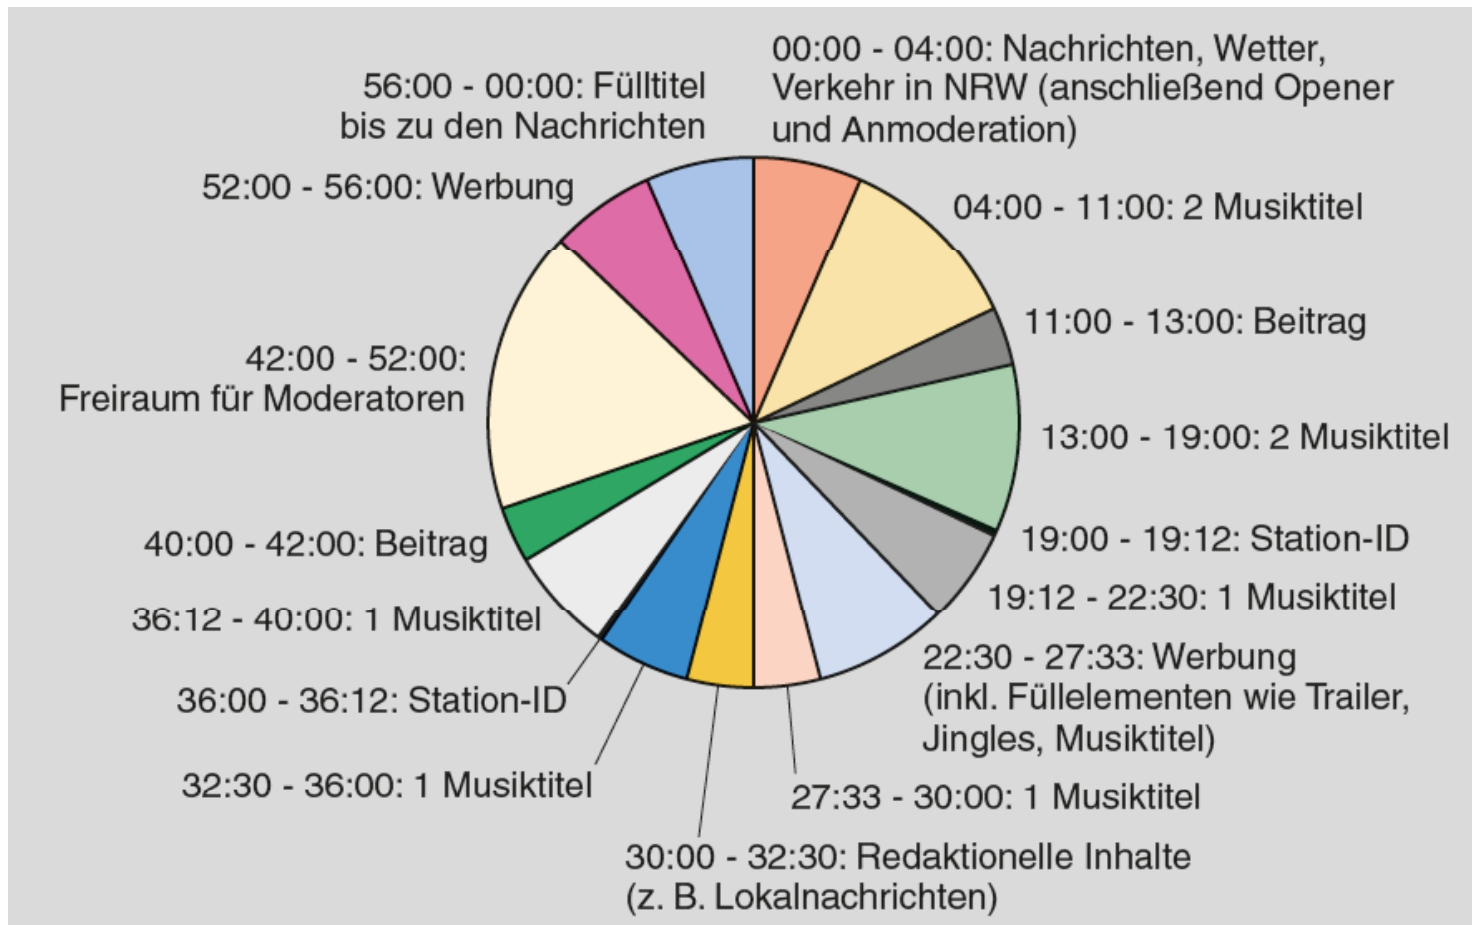 00:00 - 04:00: Nachrichten, Wetter,
Verkehr in NRW (anschließend Opener
und Anmoderation)
04:00 - 11:00: 2 Musiktitel
11:00 - 13:00: Beitrag
13:00 - 19:00: 2 Musiktitel
19:00 - 19:12: Station-ID
19:12 - 22:30: 1 Musiktitel
22:30 - 27:33: Werbung
(inkl. Füllelementen wie Trailer,
Jingles, Musiktitel)
27:33 - 30:00: 1 Musiktitel
30:00 - 32:30: Redaktionelle Inhalte
(z. B. Lokalnachrichten)
32:30 - 36:00: 1 Musiktitel
36:00 - 36:12: Station-ID
36:12 - 40:00: 1 Musiktitel
40:00 - 42:00: Beitrag
42:00 - 52:00:
Freiraum für Moderatoren
52:00 - 56:00: Werbung
56:00 - 00:00: Fülltitel
bis zu den Nachrichten